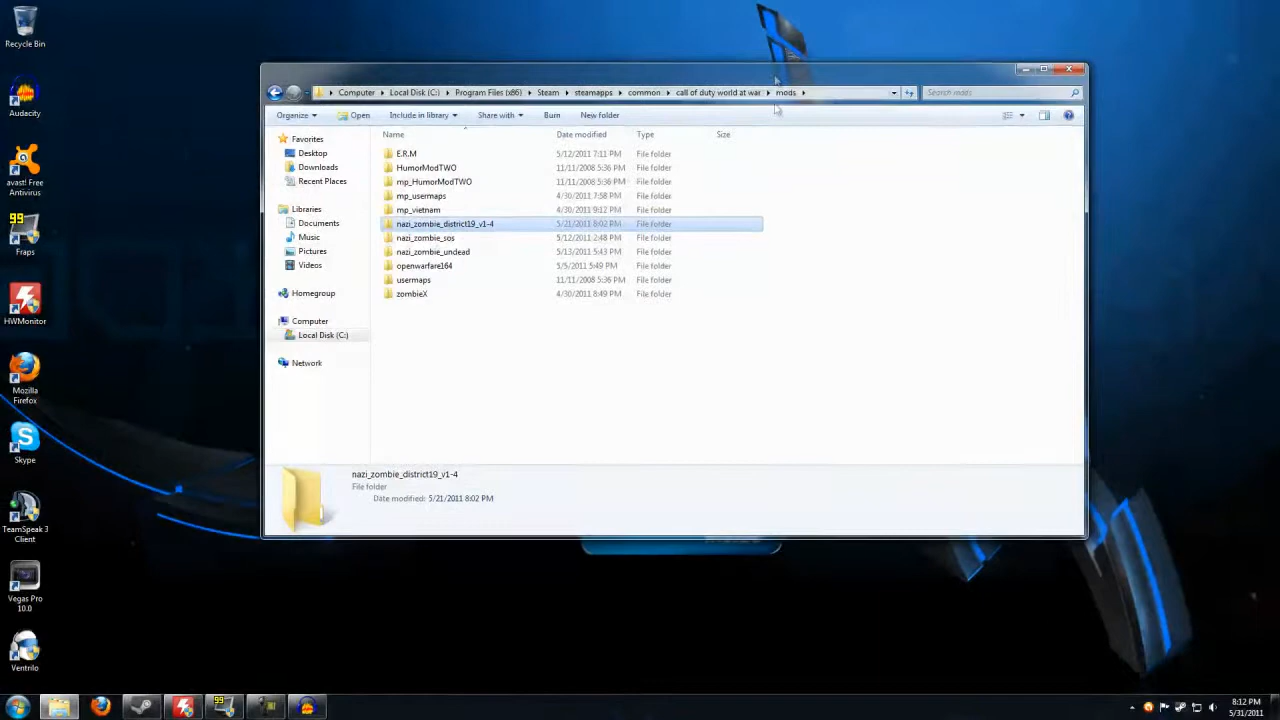 Recycle Bin
Audacity
avast! Free
Antivirus
99
Fraps
HWMonitor
Mozilla
Firefox
Skype
TeamSpeak 3
Client
Vegas Pro
10.0
Ventrilo
Computer Local Disk (C:) Program Files (x86) Steam steamapps common call of duty world at war mods
Search mods
Organize Open Include in library Share with Burn New folder
Name Date modified Type Size
Favorites
Desktop
Downloads
Recent Places
Libraries
Documents
Music
Pictures
Videos
Homegroup
Computer
Local Disk (C:)
Network
E.R.M 5/12/2011 7:11 PM File folder
HumorModTWO 11/11/2008 5:36 PM File folder
mp_HumorModTWO 11/11/2008 5:36 PM File folder
mp_usermaps 4/30/2011 7:58 PM File folder
mp_vietnam 4/30/2011 9:12 PM File folder
nazi_zombie_district19_v1-4 5/21/2011 8:02 PM File folder
nazi_zombie_sos 5/12/2011 2:48 PM File folder
nazi_zombie_undead 5/13/2011 5:43 PM File folder
openwarfare164 5/5/2011 5:49 PM File folder
usermaps 11/11/2008 5:36 PM File folder
zombieX 4/30/2011 8:49 PM File folder
nazi_zombie_district19_v1-4
File folder
Date modified: 5/21/2011 8:02 PM
99
8:12 PM
5/31/2011